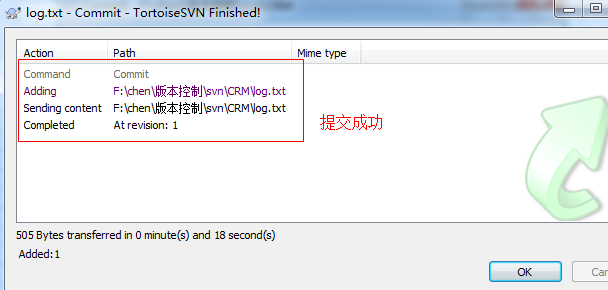 log.txt - Commit - TortoiseSVN Finished!
Action Path Mime type
Command Commit
Adding F:\chen\版本控制\svn\CRM\log.txt
Sending content F:\chen\版本控制\svn\CRM\log.txt
Completed At revision: 1
提交成功
505 Bytes transferred in 0 minute(s) and 18 second(s)
Added:1
OK Can